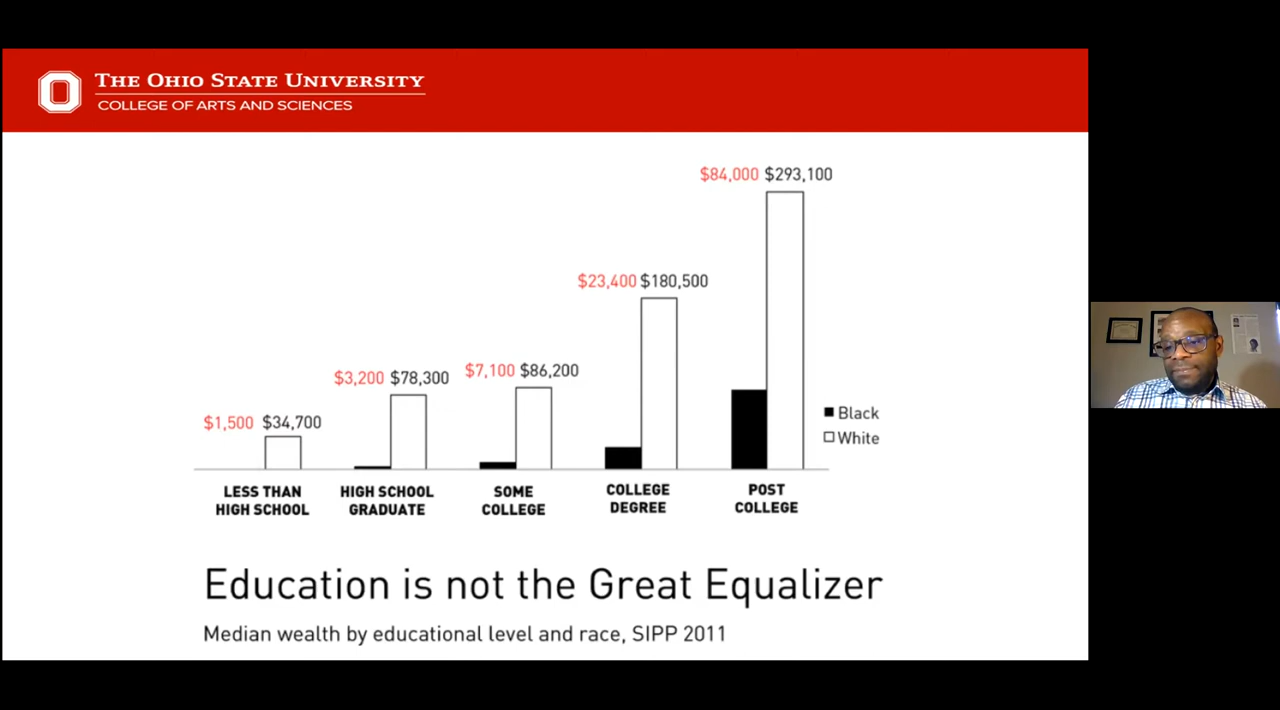 THE OHIO STATE UNIVERSITY
COLLEGE OF ARTS AND SCIENCES
$84,000 $293,100
$23,400 $180,500
$7,100 $86,200
$3,200 $78,300
$1,500 $34,700
Black
White
LESS THAN
HIGH SCHOOL
HIGH SCHOOL
GRADUATE
SOME
COLLEGE
COLLEGE
DEGREE
POST
COLLEGE
Education is not the Great Equalizer
Median wealth by educational level and race, SIPP 2011